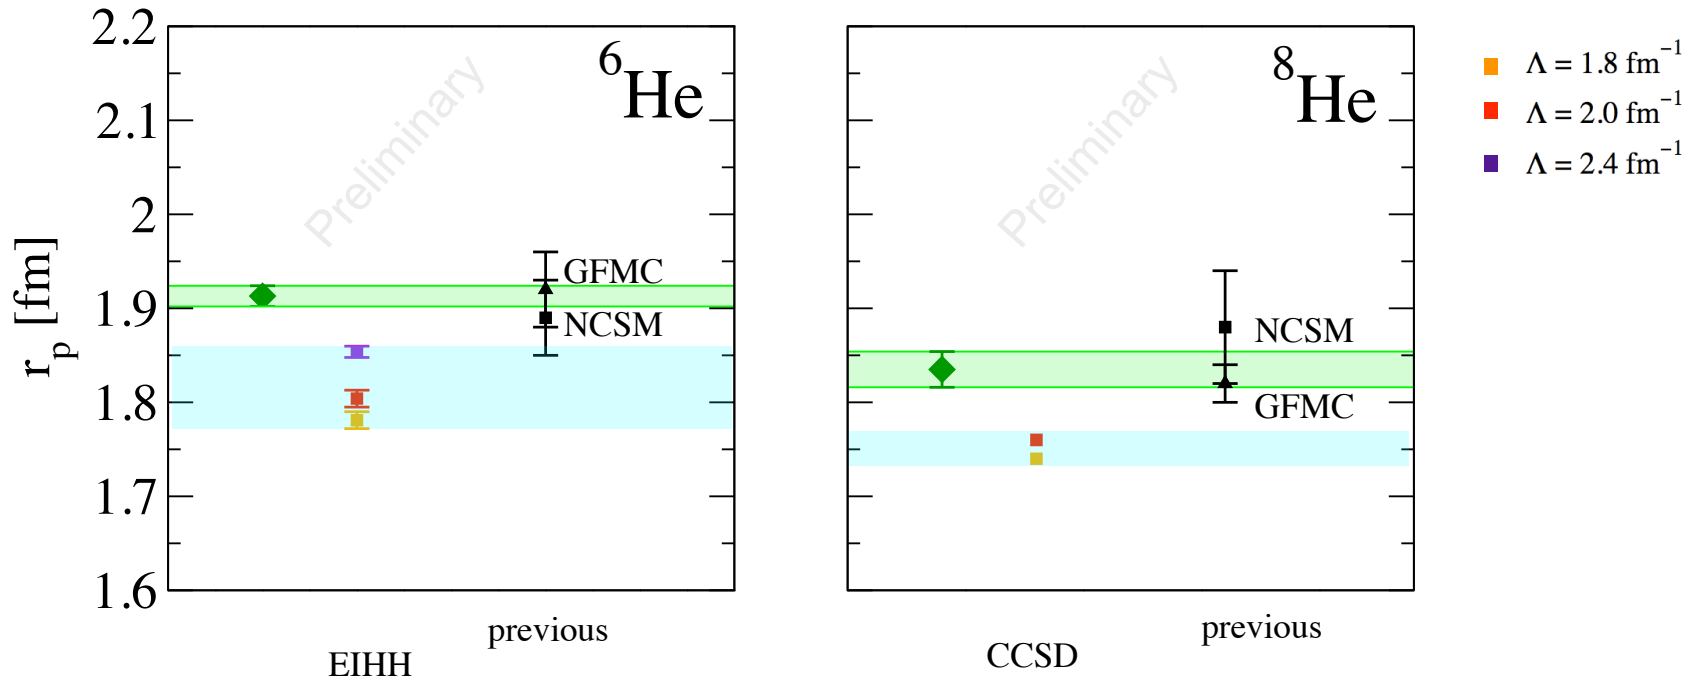 2.2
2.1
2
1.9
1.8
1.7
1.6
r_p [fm]
⁶He
Preliminary
GFMC
NCSM
previous
EIHH
⁸He
Preliminary
NCSM
GFMC
previous
CCSD
Λ = 1.8 fm⁻¹
Λ = 2.0 fm⁻¹
Λ = 2.4 fm⁻¹